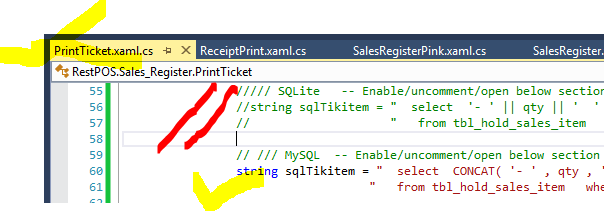 PrintTicket.xaml.cs ReceiptPrint.xaml.cs SalesRegisterPink.xaml.cs SalesRegister.
RestPOS.Sales_Register.PrintTicket
55 ///// SQLite -- Enable/uncomment/open below section
56 //string sqlTikitem = " select '- ' || qty || ' '
57 // " from tbl_hold_sales_item
58
59 // /// MySQL -- Enable/uncomment/open below section
60 string sqlTikitem = " select CONCAT( '- ' , qty , '
61 " from tbl_hold_sales_item whe
62